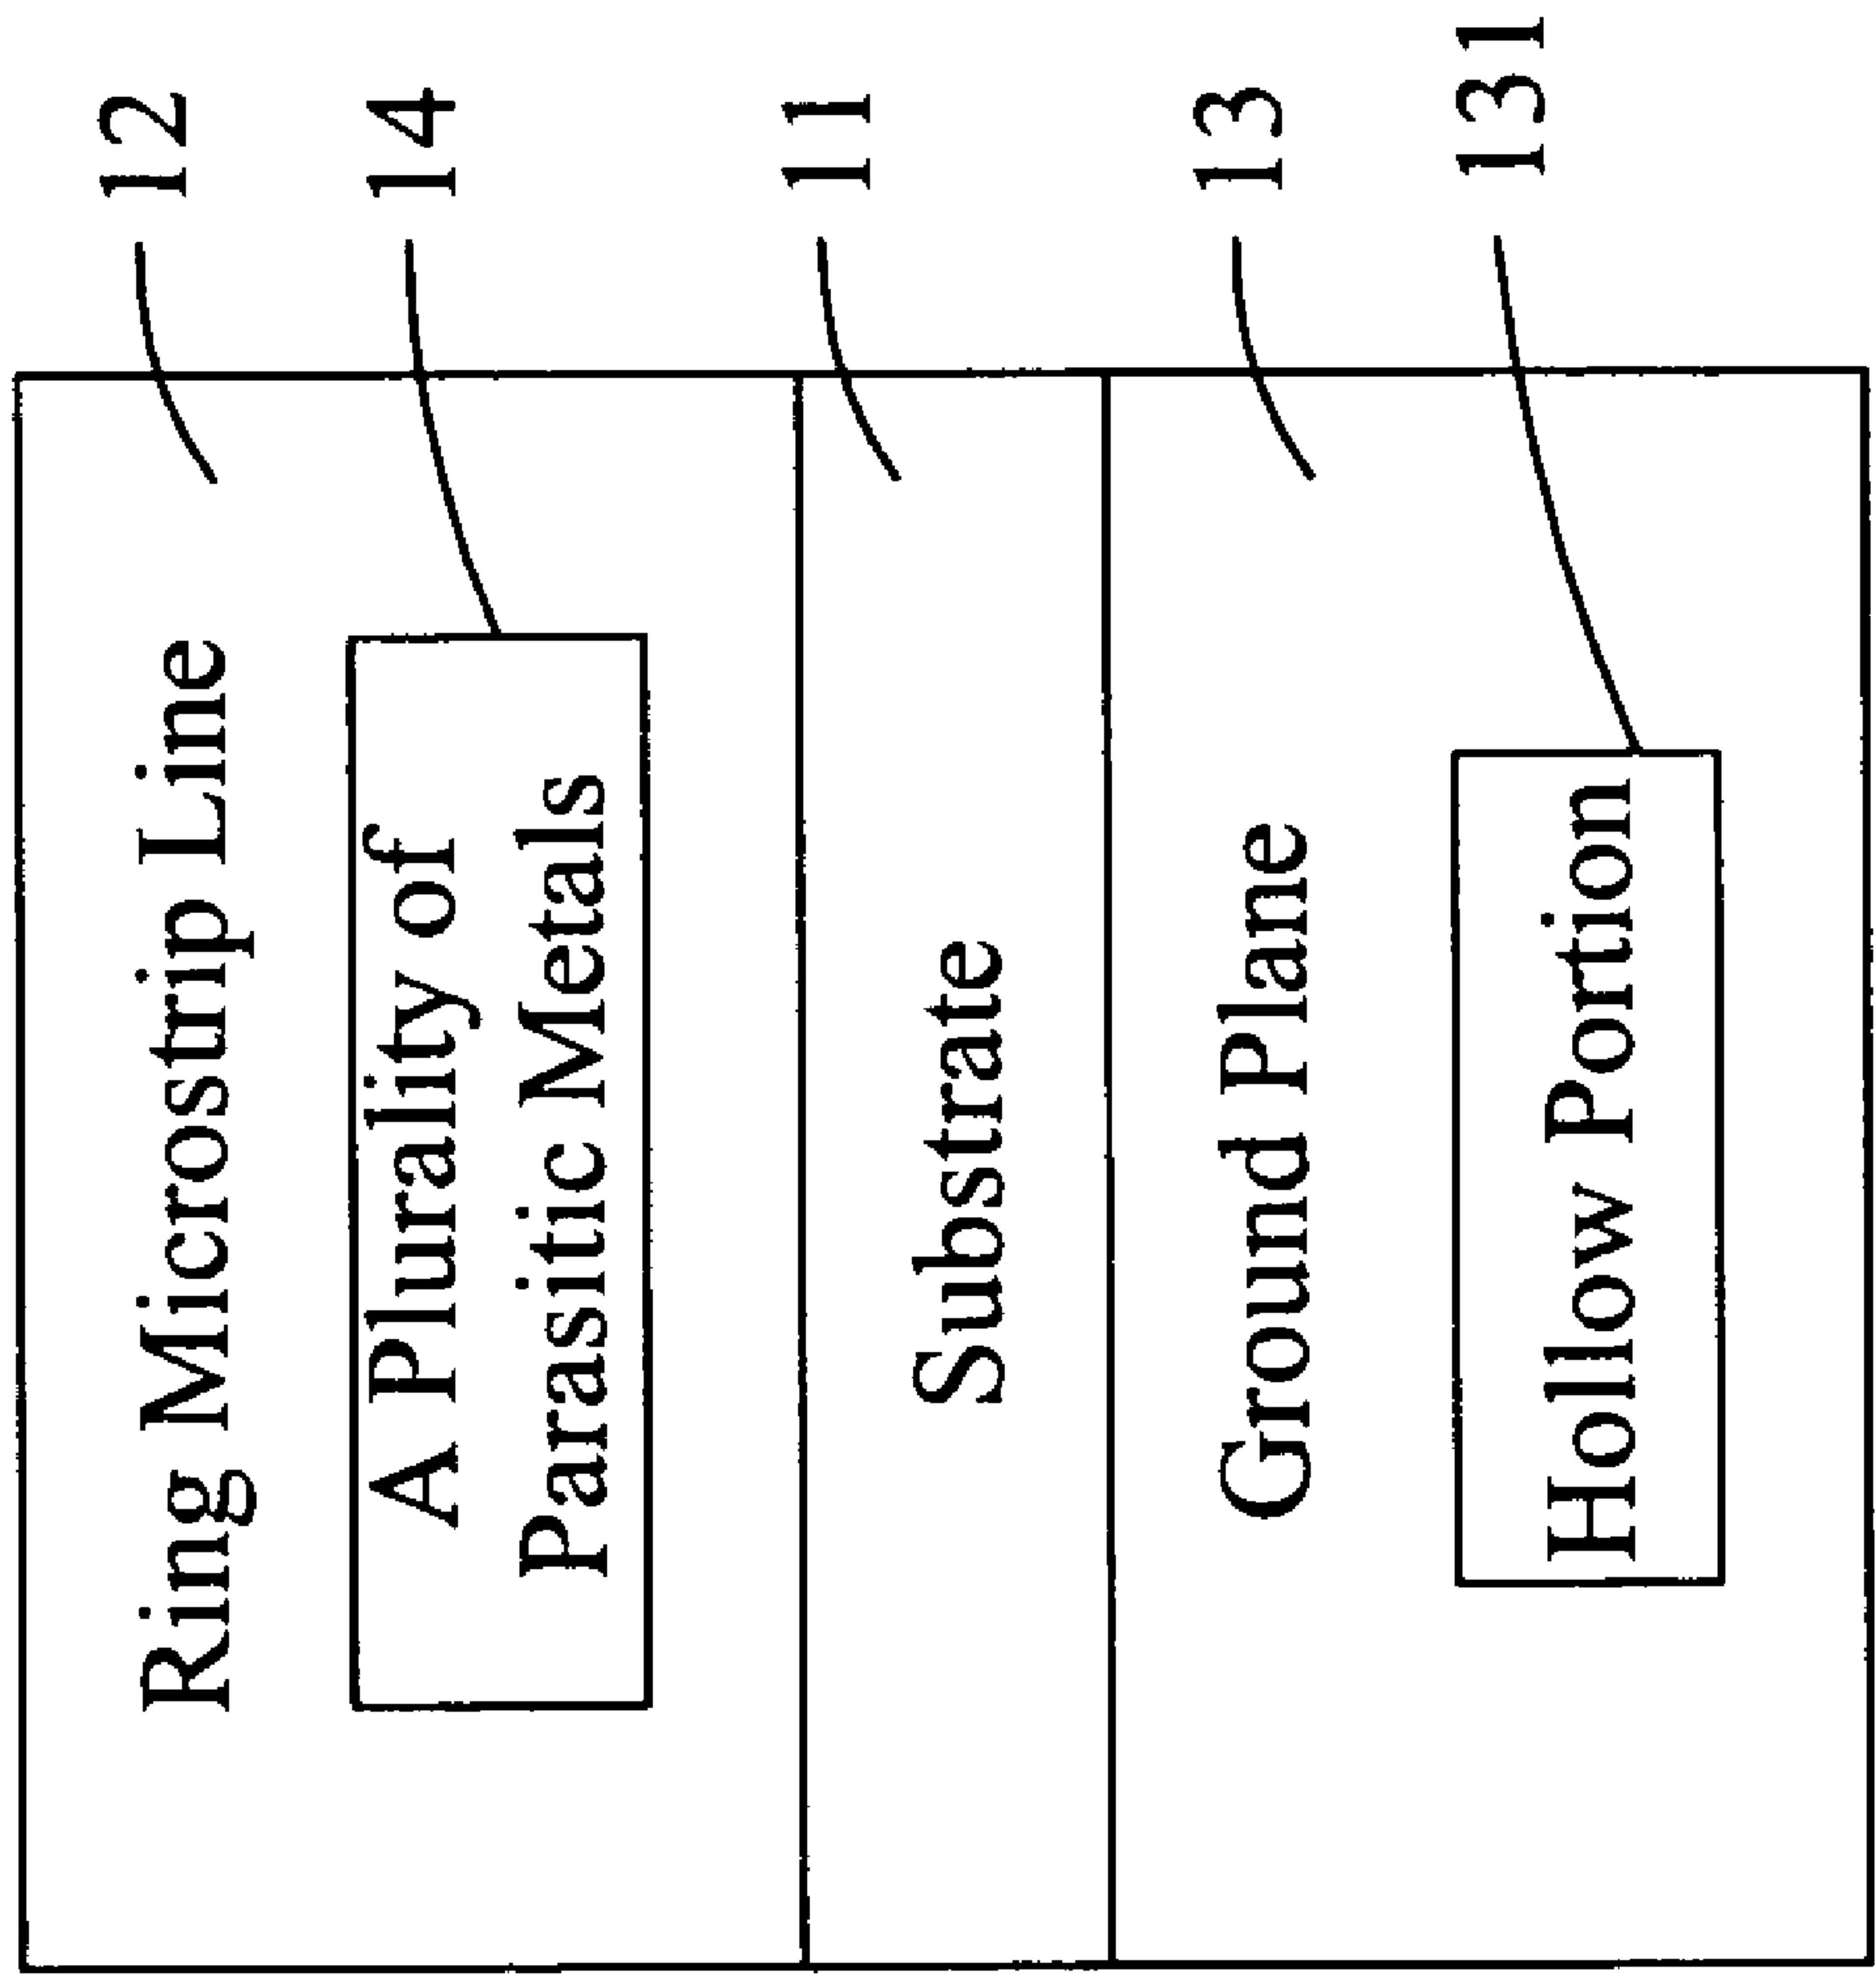 Ring Microstrip Line
12
A Plurality of
Parasitic Metals
14
Substrate
11
Ground Plane
13
Hollow Portion
131